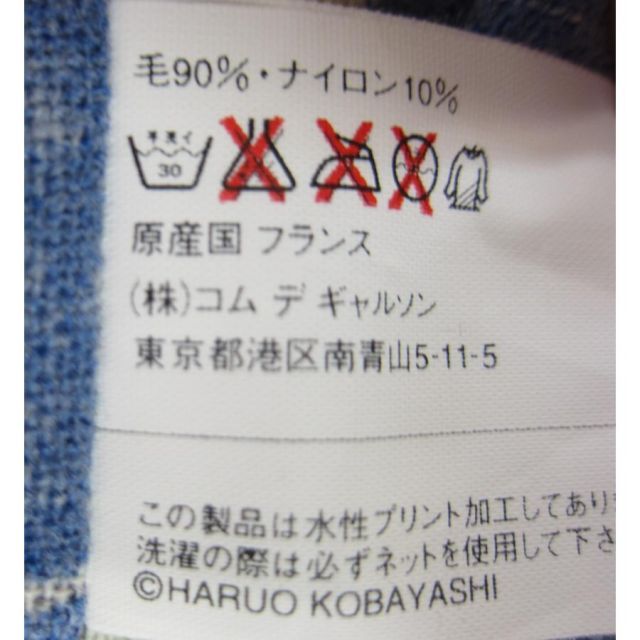 毛90%・ナイロン10%
手洗イ
30
原産国 フランス
(株)コム デ ギャルソン
東京都港区南青山5-11-5
この製品は水性プリント加工してあり
洗濯の際は必ずネットを使用して下さ
©HARUO KOBAYASHI